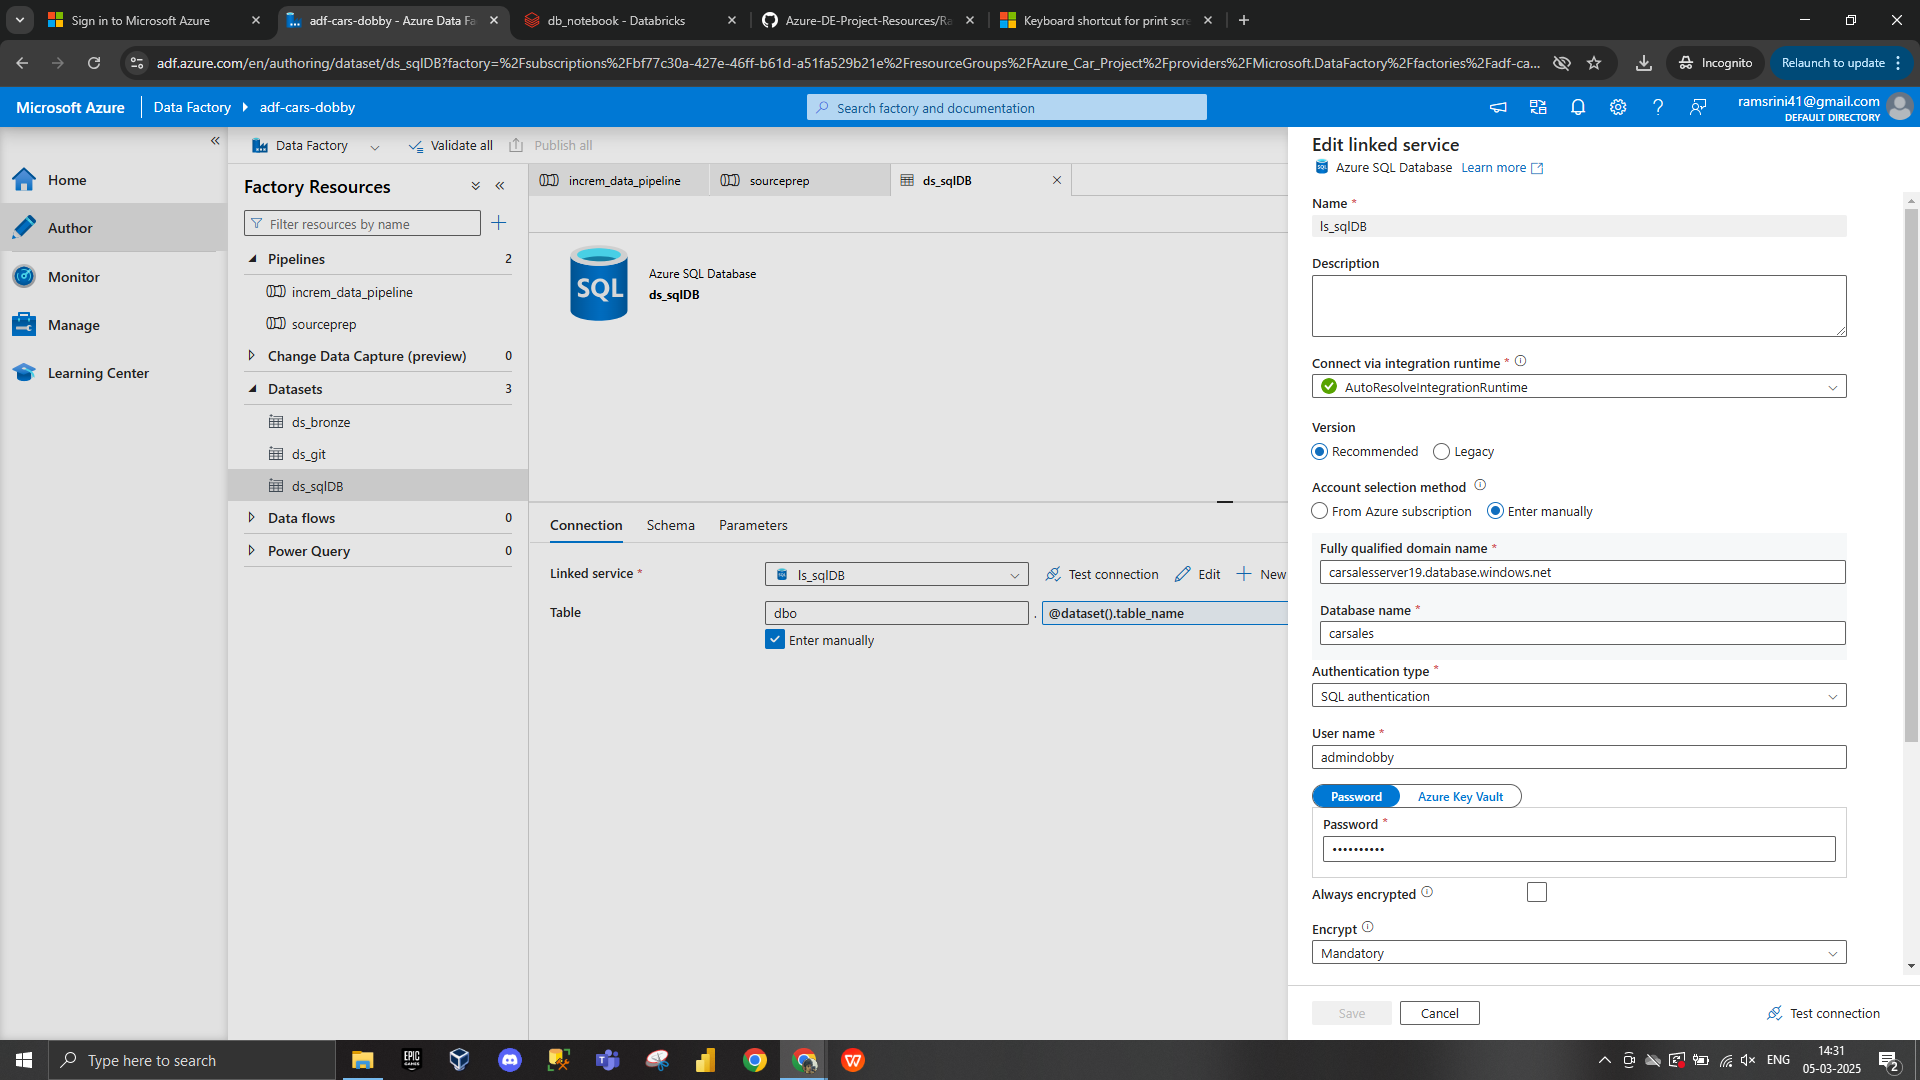 Sign in to Microsoft Azure
adf-cars-dobby - Azure Data Fa
db_notebook - Databricks
Azure-DE-Project-Resources/Ra
Keyboard shortcut for print scre
adf.azure.com/en/authoring/dataset/ds_sqlDB?factory=%2Fsubscriptions%2Fbf77c30a-427e-46ff-b61d-a51fa529b21e%2FresourceGroups%2FAzure_Car_Project%2Fproviders%2FMicrosoft.DataFactory%2Ffactories%2Fadf-ca...
Incognito
Relaunch to update
Microsoft Azure
Data Factory
adf-cars-dobby
Search factory and documentation
ramsrini41@gmail.com
DEFAULT DIRECTORY
Home
Author
Monitor
Manage
Learning Center
Data Factory
Validate all
Publish all
Factory Resources
Filter resources by name
Pipelines 2
increm_data_pipeline
sourceprep
Change Data Capture (preview) 0
Datasets 3
ds_bronze
ds_git
ds_sqlDB
Data flows 0
Power Query 0
increm_data_pipeline
sourceprep
ds_sqlDB
SQL
Azure SQL Database
ds_sqlDB
Connection Schema Parameters
Linked service * ls_sqlDB Test connection Edit New
Table dbo . @dataset().table_name
Enter manually
Edit linked service
Azure SQL Database Learn more
Name *
ls_sqlDB
Description
Connect via integration runtime *
AutoResolveIntegrationRuntime
Version
Recommended Legacy
Account selection method
From Azure subscription Enter manually
Fully qualified domain name *
carsalesserver19.database.windows.net
Database name *
carsales
Authentication type *
SQL authentication
User name *
admindobby
Password Azure Key Vault
Password *
••••••••••
Always encrypted
Encrypt
Mandatory
Save Cancel Test connection
Type here to search
EPIC GAMES
ENG
14:31
05-03-2025
2